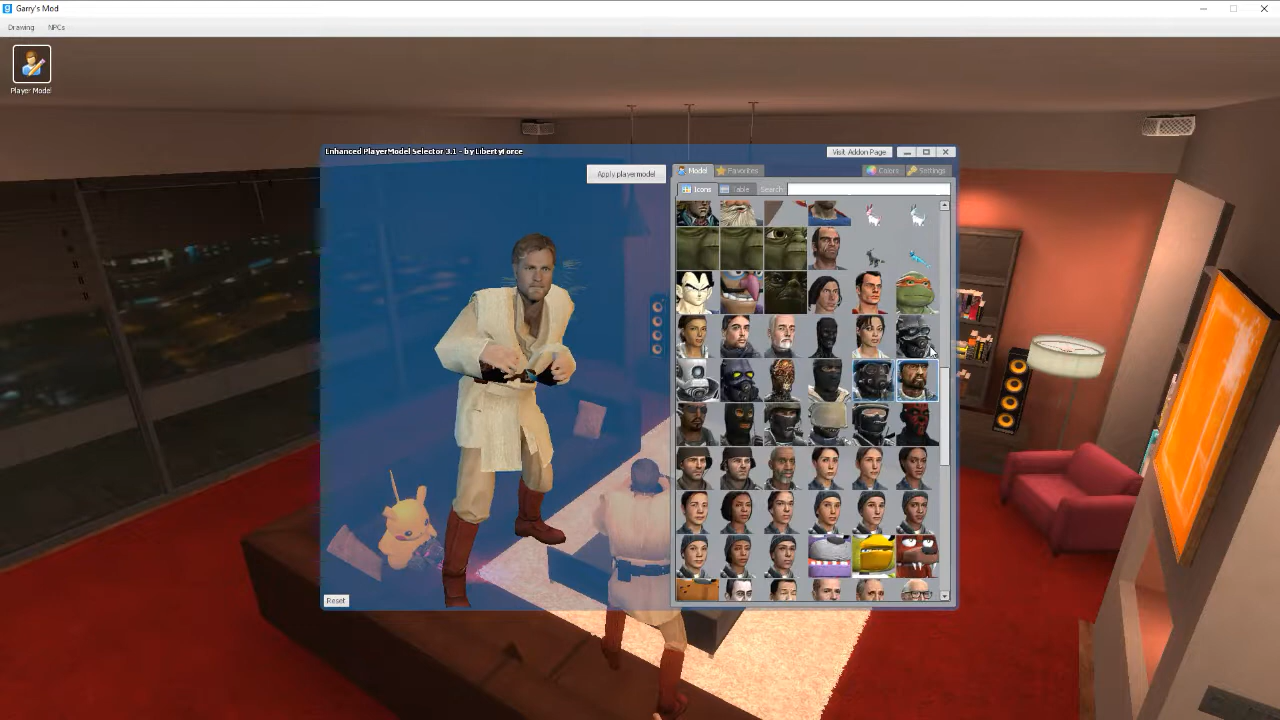 Garry's Mod
Drawing NPCs
Player Model
Enhanced PlayerModel Selector 3.1 - by LibertyForce
Visit Addon Page
Apply playermodel
Model Favorites Colors Settings
Icons Table Search
Reset